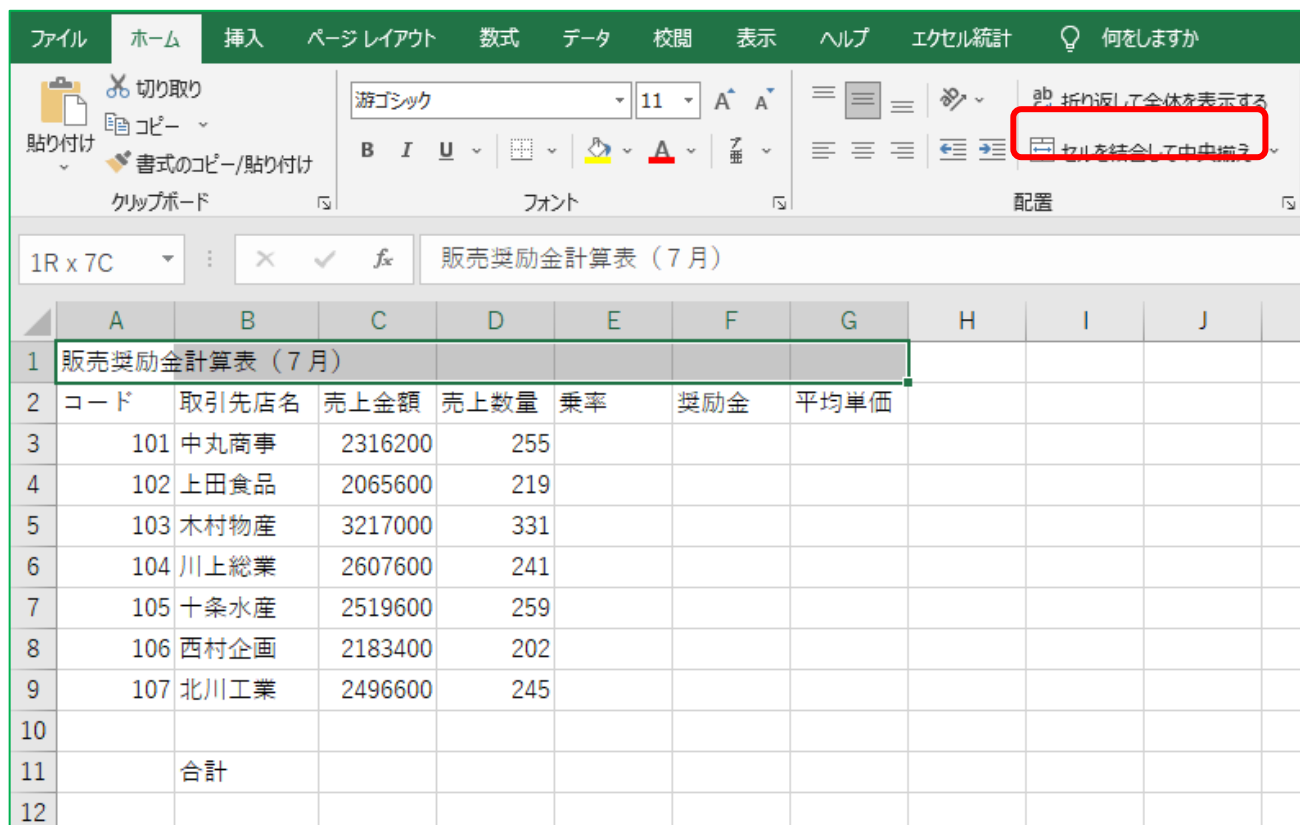 ファイル ホーム 挿入 ページ レイアウト 数式 データ 校閲 表示 ヘルプ エクセル統計 何をしますか
切り取り
コピー
書式のコピー/貼り付け
貼り付け
クリップボード
游ゴシック 11 A A
B I U A ア亜
フォント
ab 折り返して全体を表示する
セルを結合して中央揃え
配置
1R x 7C fx 販売奨励金計算表（７月）
A B C D E F G H I J
1 販売奨励金計算表（７月）
2 コード 取引先店名 売上金額 売上数量 乗率 奨励金 平均単価
3 101 中丸商事 2316200 255
4 102 上田食品 2065600 219
5 103 木村物産 3217000 331
6 104 川上総業 2607600 241
7 105 十条水産 2519600 259
8 106 西村企画 2183400 202
9 107 北川工業 2496600 245
10
11 合計
12